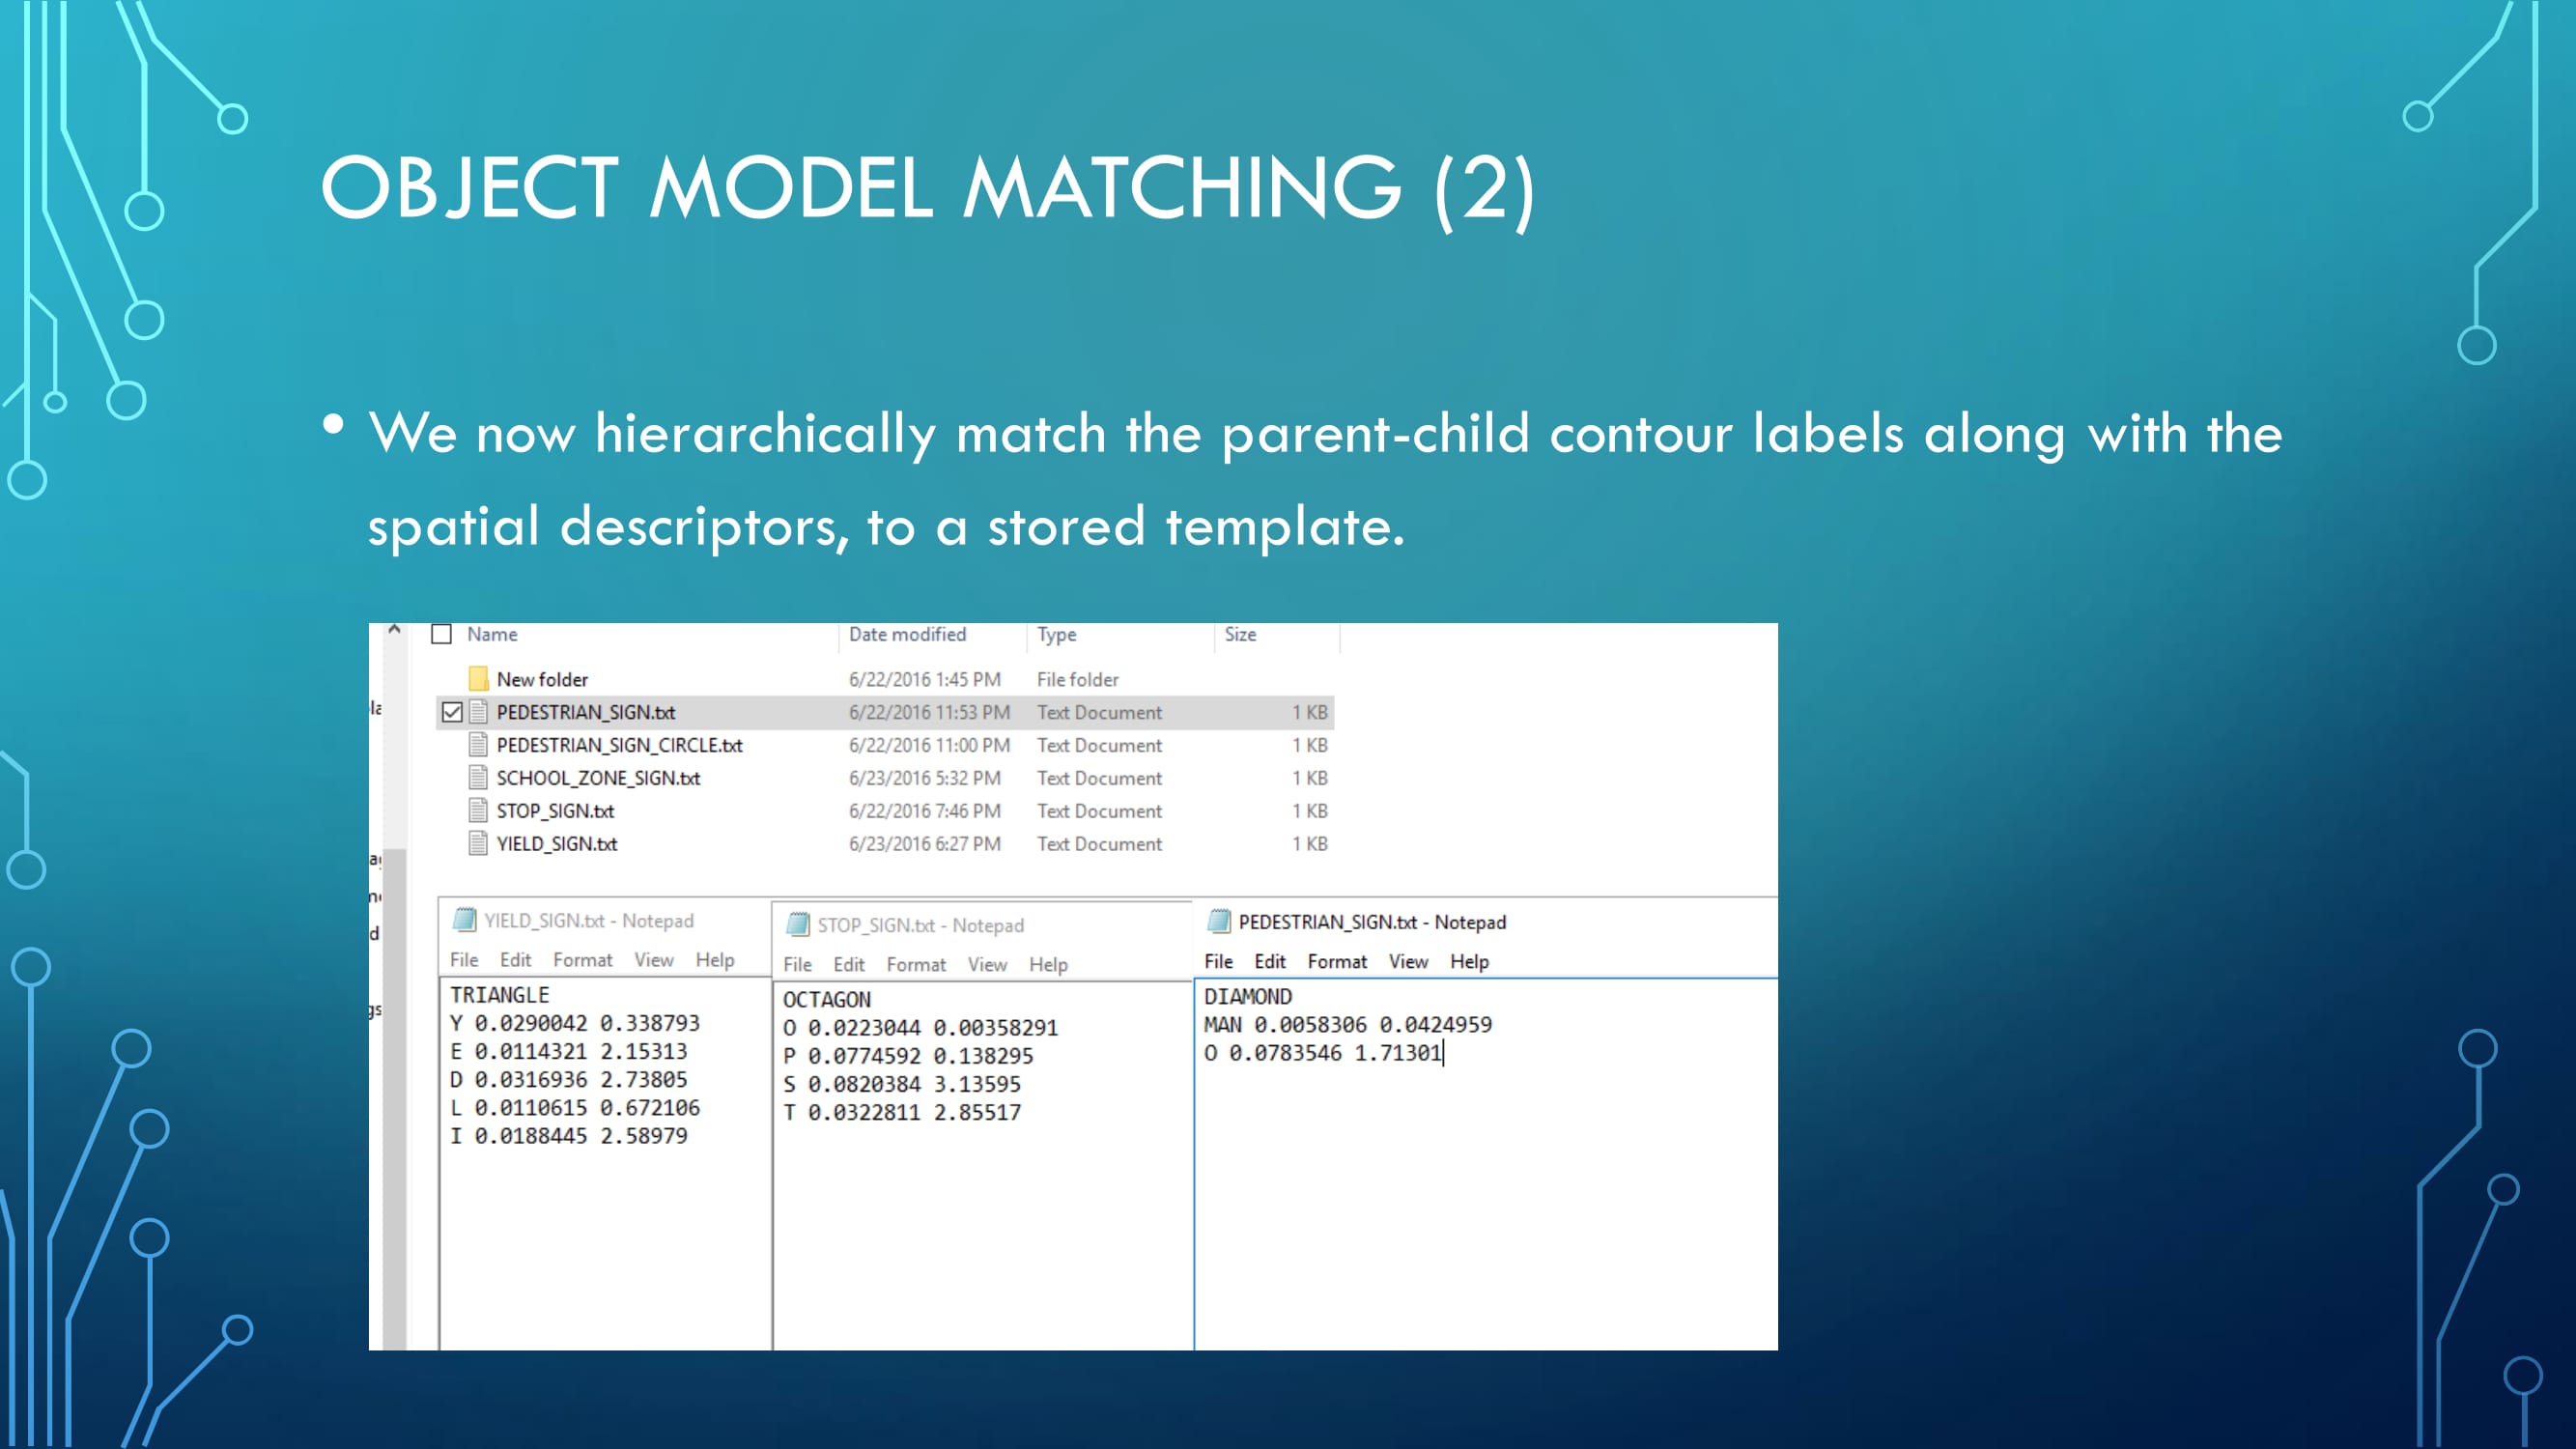 OBJECT MODEL MATCHING (2)
• We now hierarchically match the parent-child contour labels along with the
spatial descriptors, to a stored template.
Name Date modified Type Size
New folder 6/22/2016 1:45 PM File folder
PEDESTRIAN_SIGN.txt 6/22/2016 11:53 PM Text Document 1 KB
PEDESTRIAN_SIGN_CIRCLE.txt 6/22/2016 11:00 PM Text Document 1 KB
SCHOOL_ZONE_SIGN.txt 6/23/2016 5:32 PM Text Document 1 KB
STOP_SIGN.txt 6/22/2016 7:46 PM Text Document 1 KB
YIELD_SIGN.txt 6/23/2016 6:27 PM Text Document 1 KB
YIELD_SIGN.txt - Notepad
File Edit Format View Help
TRIANGLE
Y 0.0290042 0.338793
E 0.0114321 2.15313
D 0.0316936 2.73805
L 0.0110615 0.672106
I 0.0188445 2.58979
STOP_SIGN.txt - Notepad
File Edit Format View Help
OCTAGON
O 0.0223044 0.00358291
P 0.0774592 0.138295
S 0.0820384 3.13595
T 0.0322811 2.85517
PEDESTRIAN_SIGN.txt - Notepad
File Edit Format View Help
DIAMOND
MAN 0.0058306 0.0424959
O 0.0783546 1.71301